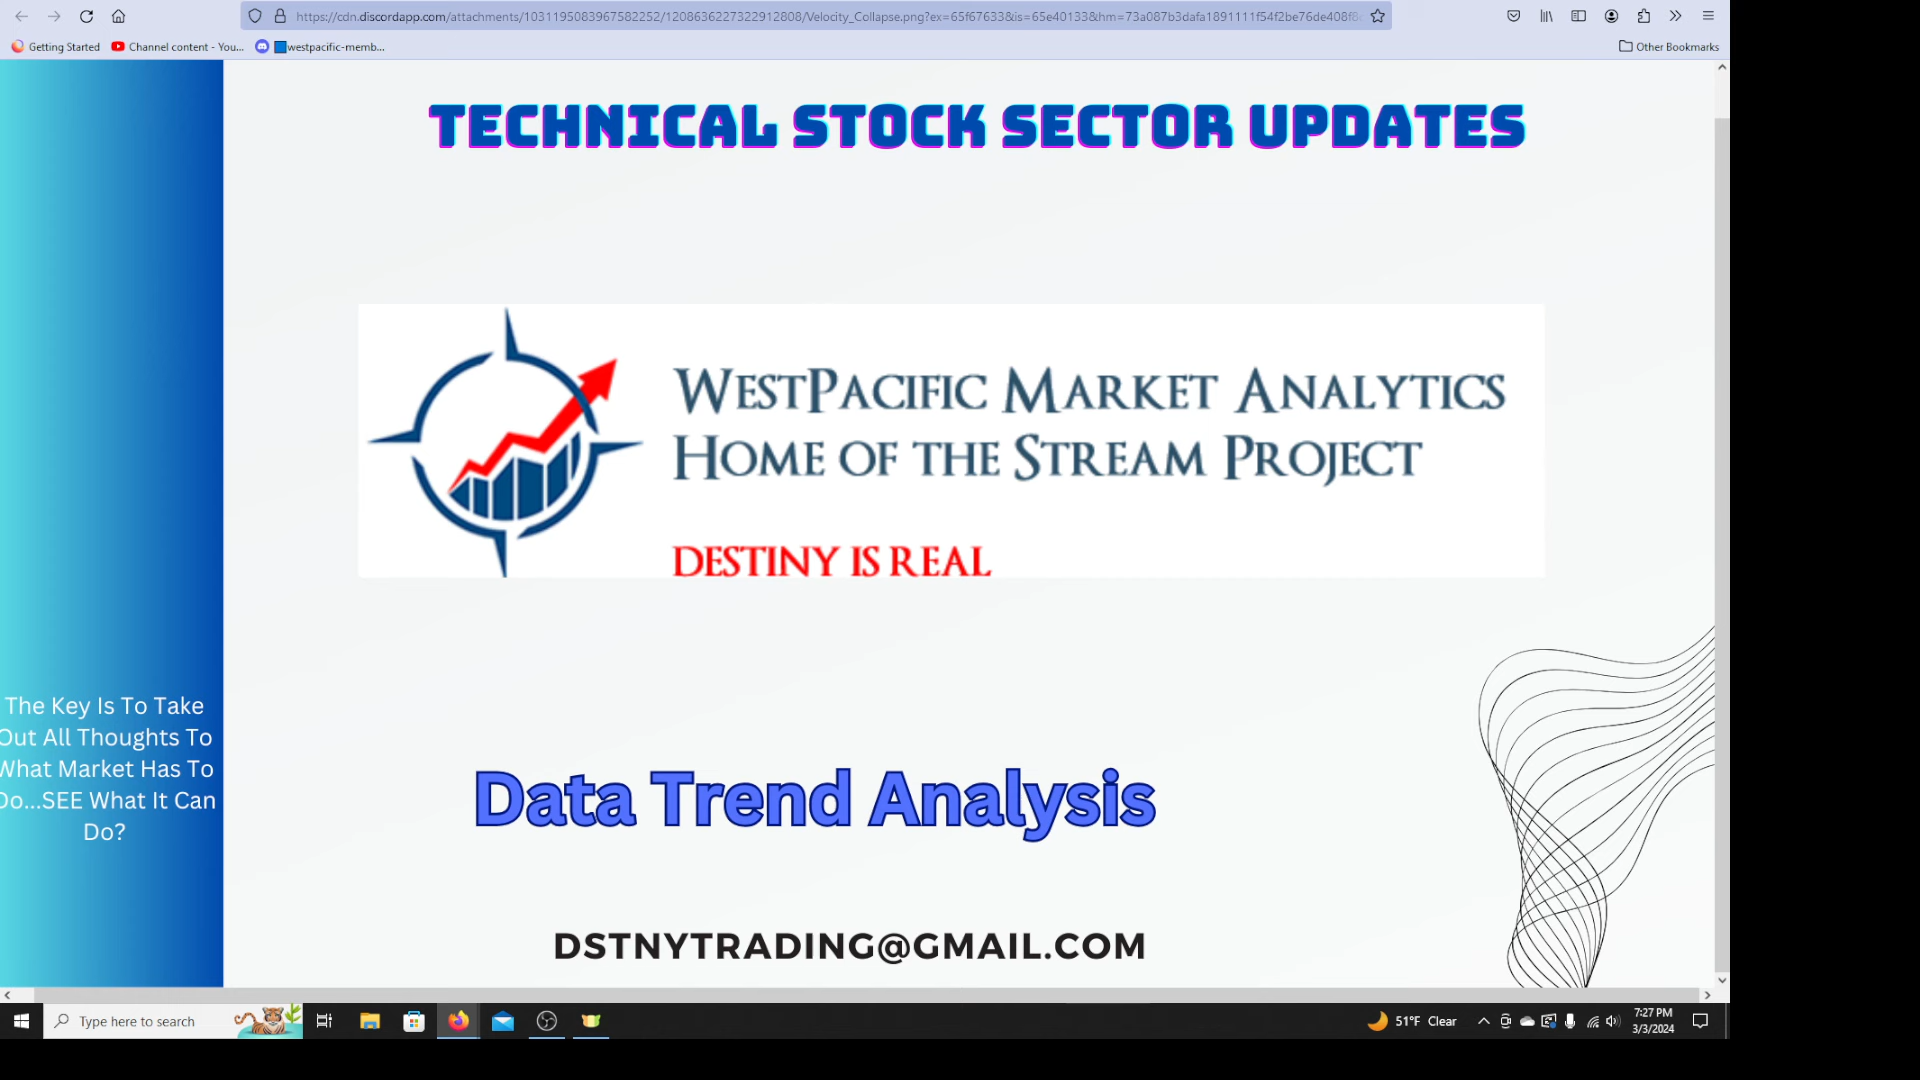 https://cdn.discordapp.com/attachments/1031195083967582252/1208636227322912808/Velocity_Collapse.png?ex=65f67633&is=65e40133&hm=73a087b3dafa1891111f54f2be76de408f8
Getting Started
Channel content - You...
westpacific-memb...
Other Bookmarks
TECHNICAL STOCK SECTOR UPDATES
WESTPACIFIC MARKET ANALYTICS
HOME OF THE STREAM PROJECT
DESTINY IS REAL
The Key Is To Take
Out All Thoughts To
What Market Has To
Do...SEE What It Can
Do?
Data Trend Analysis
DSTNYTRADING@GMAIL.COM
Type here to search
51°F Clear
7:27 PM
3/3/2024